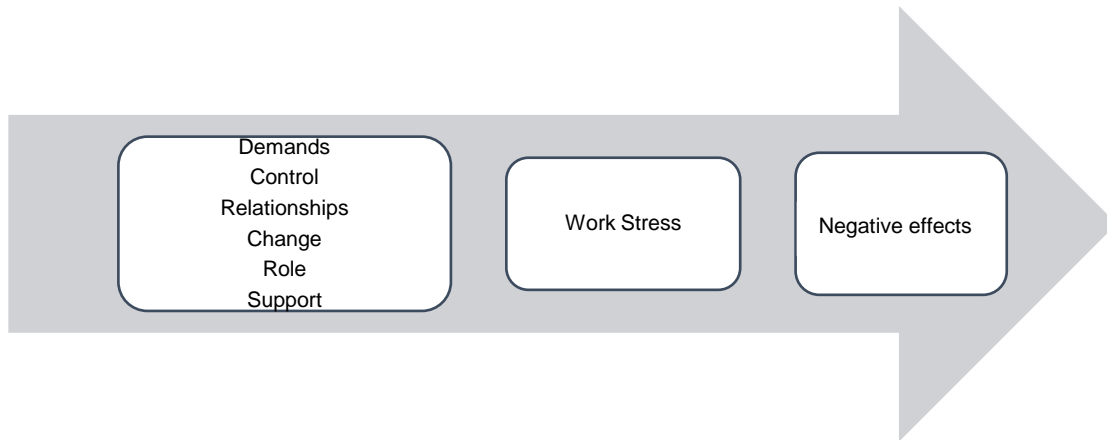 Demands
Control
Relationships
Change
Role
Support
Work Stress
Negative effects